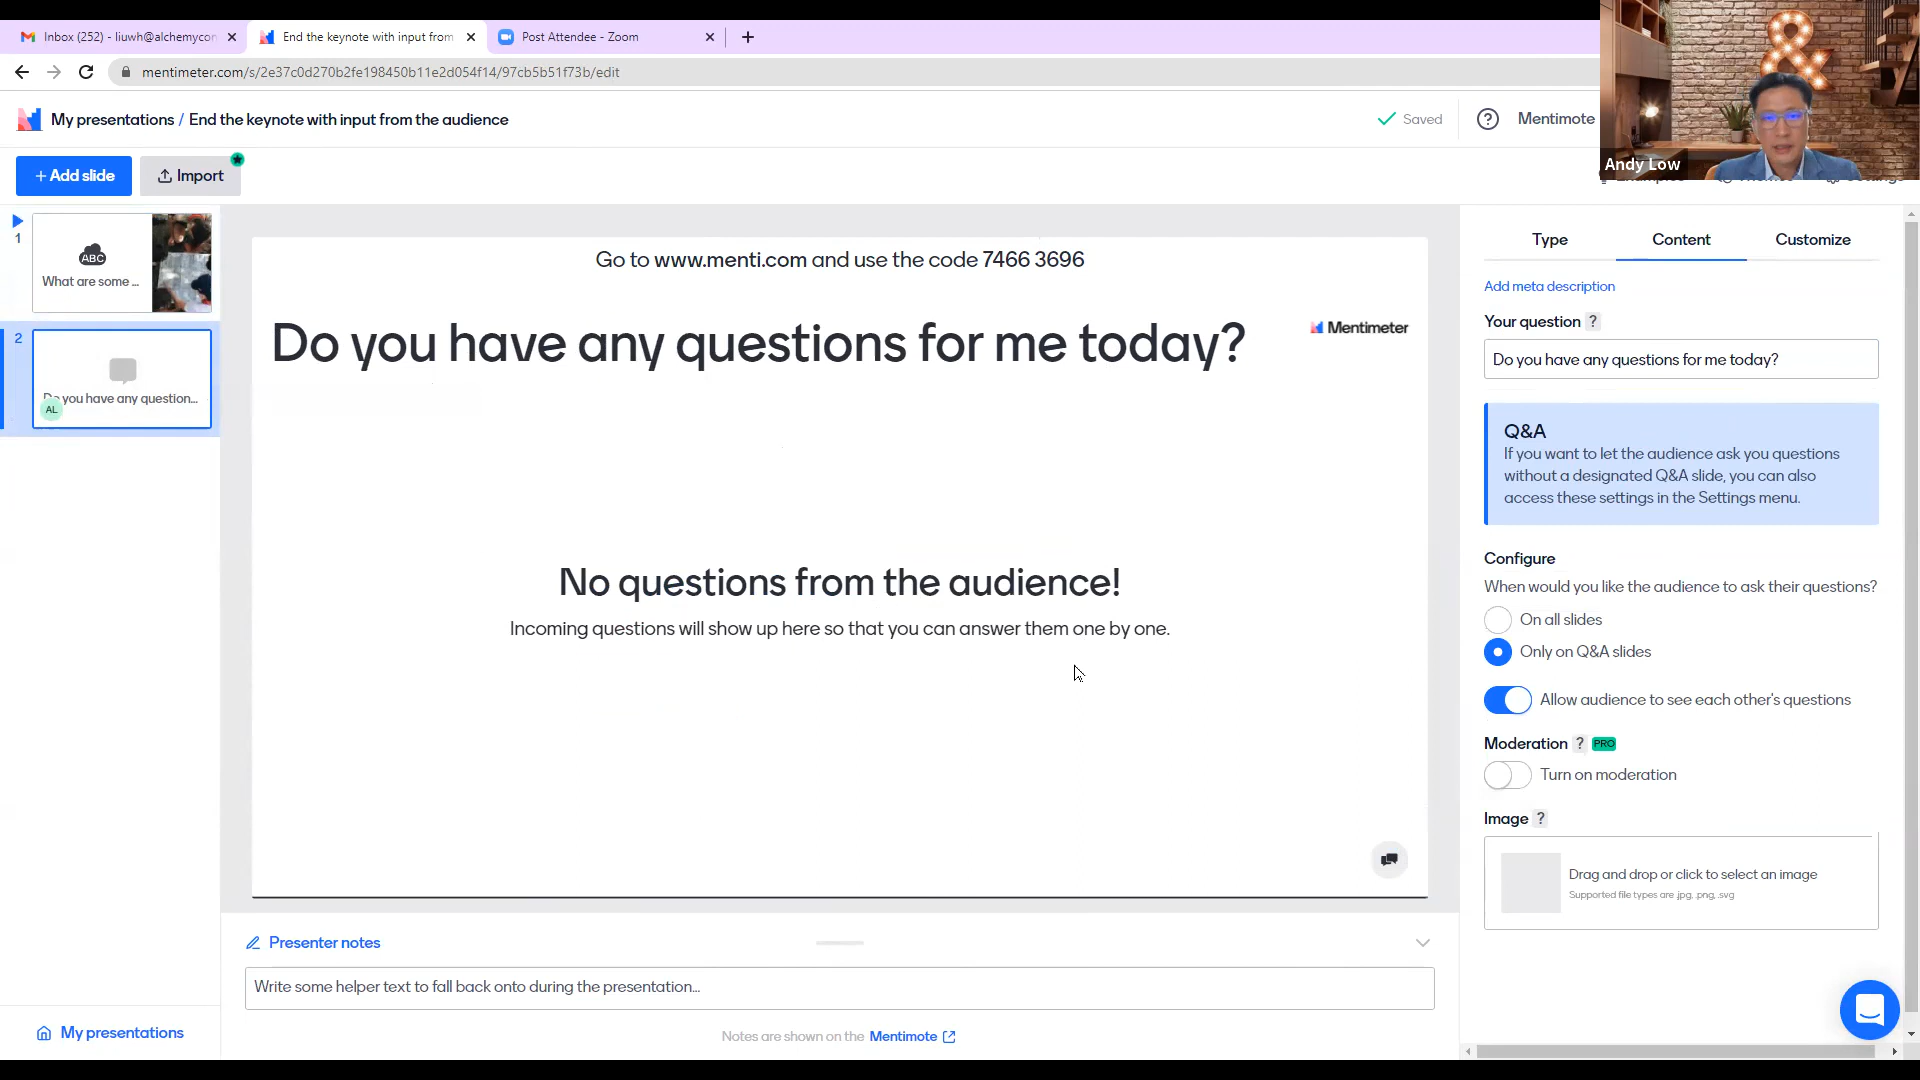 Inbox (252) - liuwh@alchemycon
End the keynote with input from
Post Attendee - Zoom
mentimeter.com/s/2e37c0d270b2fe198450b11e2d054f14/97cb5b51f73b/edit
My presentations / End the keynote with input from the audience
Saved
Mentimote
Andy Low
+ Add slide
Import
1
ABC
What are some ...
2
Do you have any question...
AL
Go to www.menti.com and use the code 7466 3696
Do you have any questions for me today?
Mentimeter
No questions from the audience!
Incoming questions will show up here so that you can answer them one by one.
Type
Content
Customize
Add meta description
Your question ?
Do you have any questions for me today?
Q&A
If you want to let the audience ask you questions
without a designated Q&A slide, you can also
access these settings in the Settings menu.
Configure
When would you like the audience to ask their questions?
On all slides
Only on Q&A slides
Allow audience to see each other's questions
Moderation ? PRO
Turn on moderation
Image ?
Drag and drop or click to select an image
Supported file types are .jpg, .png, .svg
Presenter notes
Write some helper text to fall back onto during the presentation...
My presentations
Notes are shown on the Mentimote